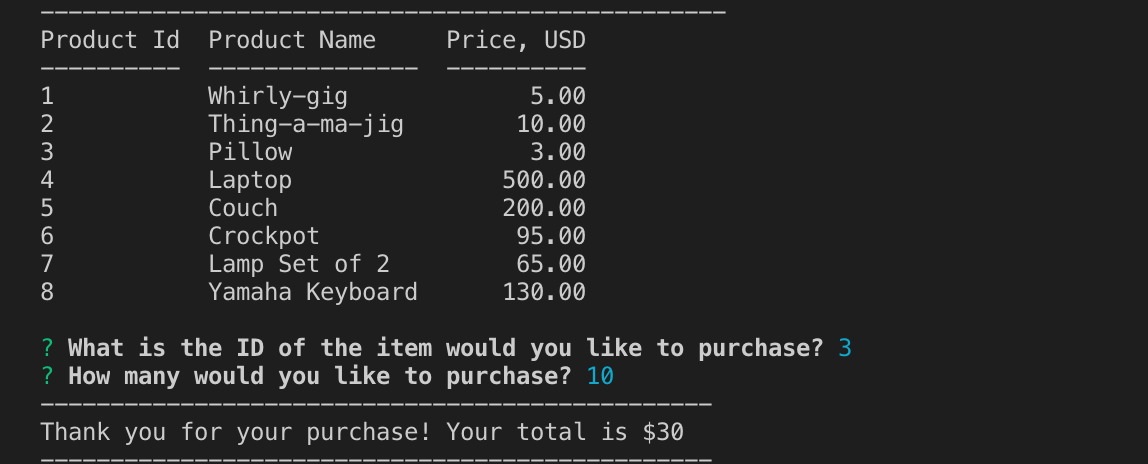 -------------------------------------------------
Product Id  Product Name     Price, USD
----------  ---------------  ----------
1           Whirly-gig             5.00
2           Thing-a-ma-jig        10.00
3           Pillow                 3.00
4           Laptop               500.00
5           Couch                200.00
6           Crockpot              95.00
7           Lamp Set of 2         65.00
8           Yamaha Keyboard      130.00
? What is the ID of the item would you like to purchase? 3
? How many would you like to purchase? 10
------------------------------------------------
Thank you for your purchase! Your total is $30
------------------------------------------------